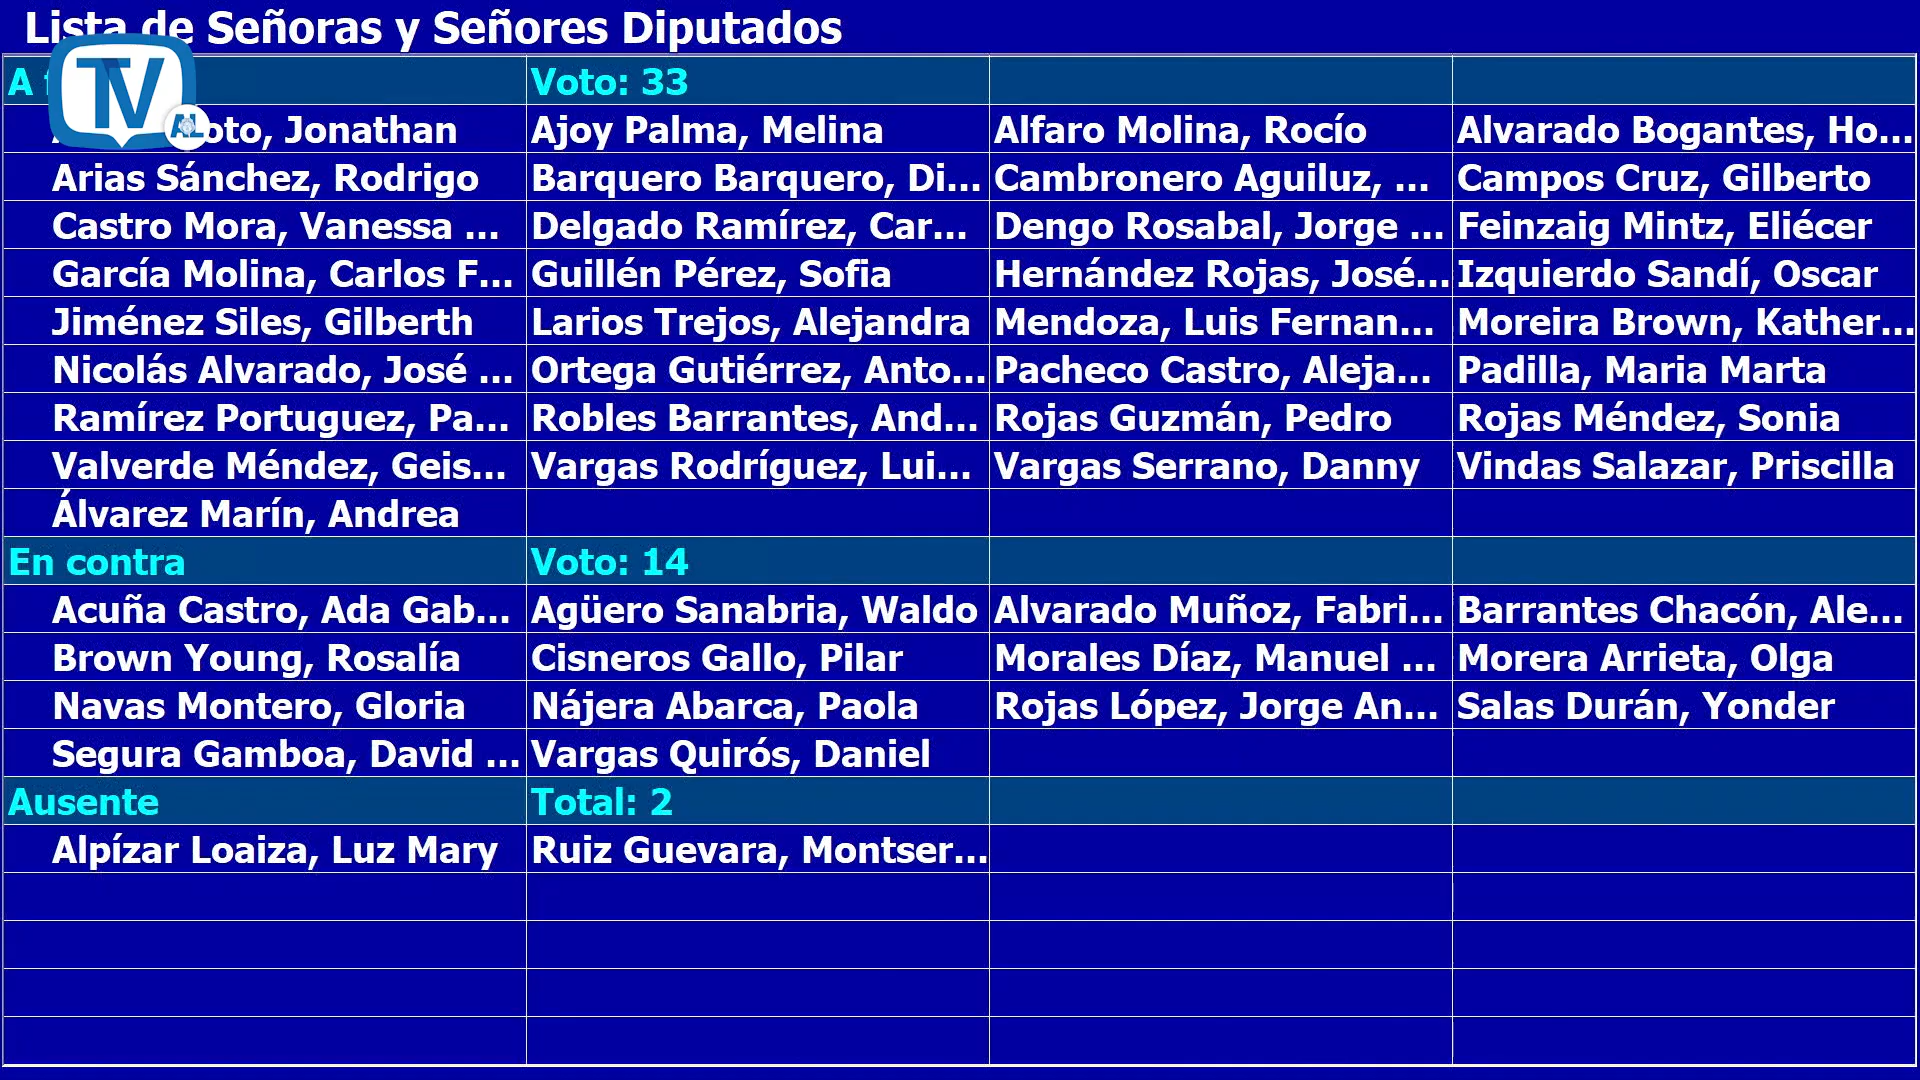 Lista de Señoras y Señores Diputados
TV
AL
A Voto: 33
Jonathan Ajoy Palma, Melina Alfaro Molina, Rocío Alvarado Bogantes, Ho...
Arias Sánchez, Rodrigo Barquero Barquero, Di... Cambronero Aguiluz, ... Campos Cruz, Gilberto
Castro Mora, Vanessa ... Delgado Ramírez, Car... Dengo Rosabal, Jorge ... Feinzaig Mintz, Eliécer
García Molina, Carlos F... Guillén Pérez, Sofia Hernández Rojas, José... Izquierdo Sandí, Oscar
Jiménez Siles, Gilberth Larios Trejos, Alejandra Mendoza, Luis Fernan... Moreira Brown, Kather...
Nicolás Alvarado, José ... Ortega Gutiérrez, Anto... Pacheco Castro, Aleja... Padilla, Maria Marta
Ramírez Portuguez, Pa... Robles Barrantes, And... Rojas Guzmán, Pedro Rojas Méndez, Sonia
Valverde Méndez, Geis... Vargas Rodríguez, Lui... Vargas Serrano, Danny Vindas Salazar, Priscilla
Álvarez Marín, Andrea
En contra Voto: 14
Acuña Castro, Ada Gab... Agüero Sanabria, Waldo Alvarado Muñoz, Fabri... Barrantes Chacón, Ale...
Brown Young, Rosalía Cisneros Gallo, Pilar Morales Díaz, Manuel ... Morera Arrieta, Olga
Navas Montero, Gloria Nájera Abarca, Paola Rojas López, Jorge An... Salas Durán, Yonder
Segura Gamboa, David ... Vargas Quirós, Daniel
Ausente Total: 2
Alpízar Loaiza, Luz Mary Ruiz Guevara, Montser...